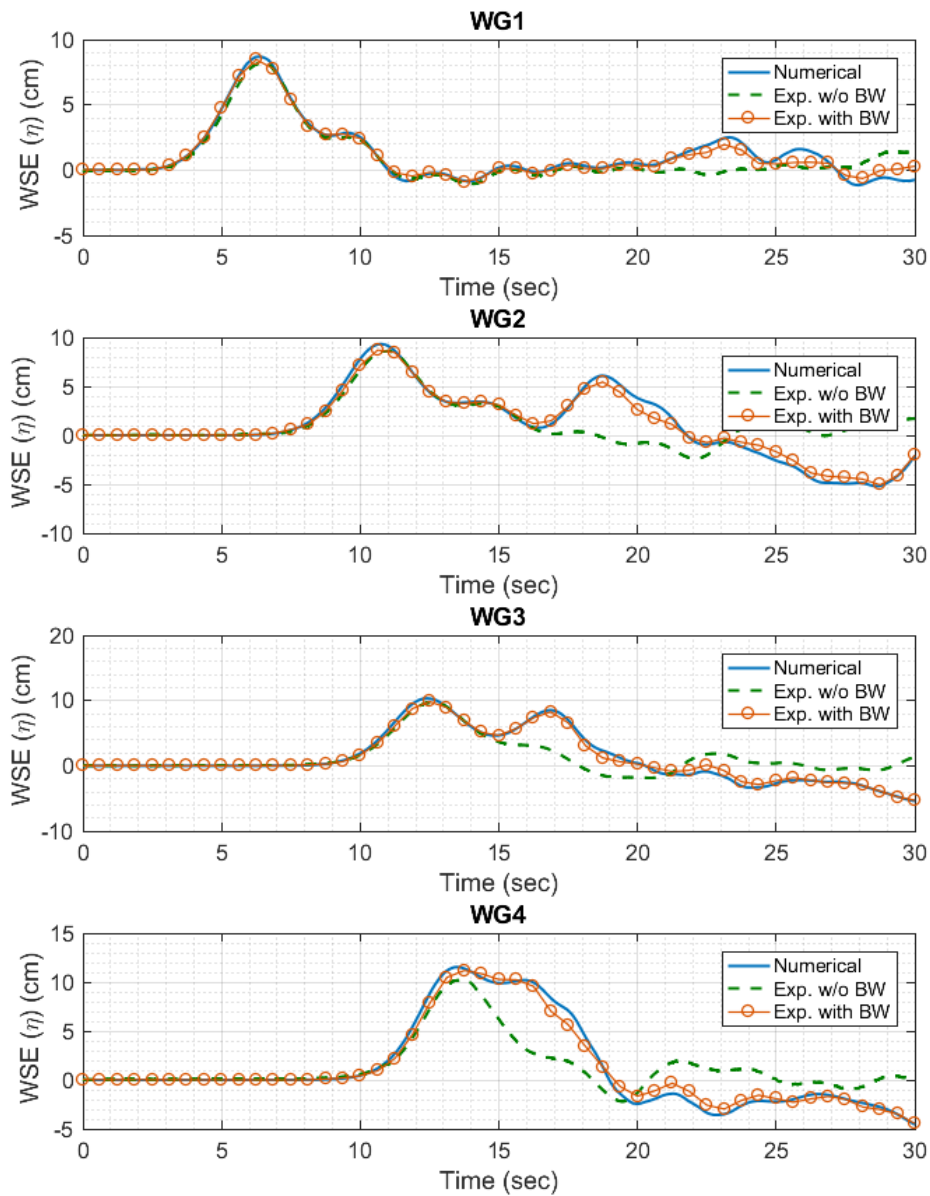 WG1
10
5
0
-5
WSE (η) (cm)
Numerical
Exp. w/o BW
Exp. with BW
0 5 10 15 20 25 30
Time (sec)
WG2
10
5
0
-5
-10
WSE (η) (cm)
Numerical
Exp. w/o BW
Exp. with BW
0 5 10 15 20 25 30
Time (sec)
WG3
20
10
0
-10
WSE (η) (cm)
Numerical
Exp. w/o BW
Exp. with BW
0 5 10 15 20 25 30
Time (sec)
WG4
15
10
5
0
-5
WSE (η) (cm)
Numerical
Exp. w/o BW
Exp. with BW
0 5 10 15 20 25 30
Time (sec)